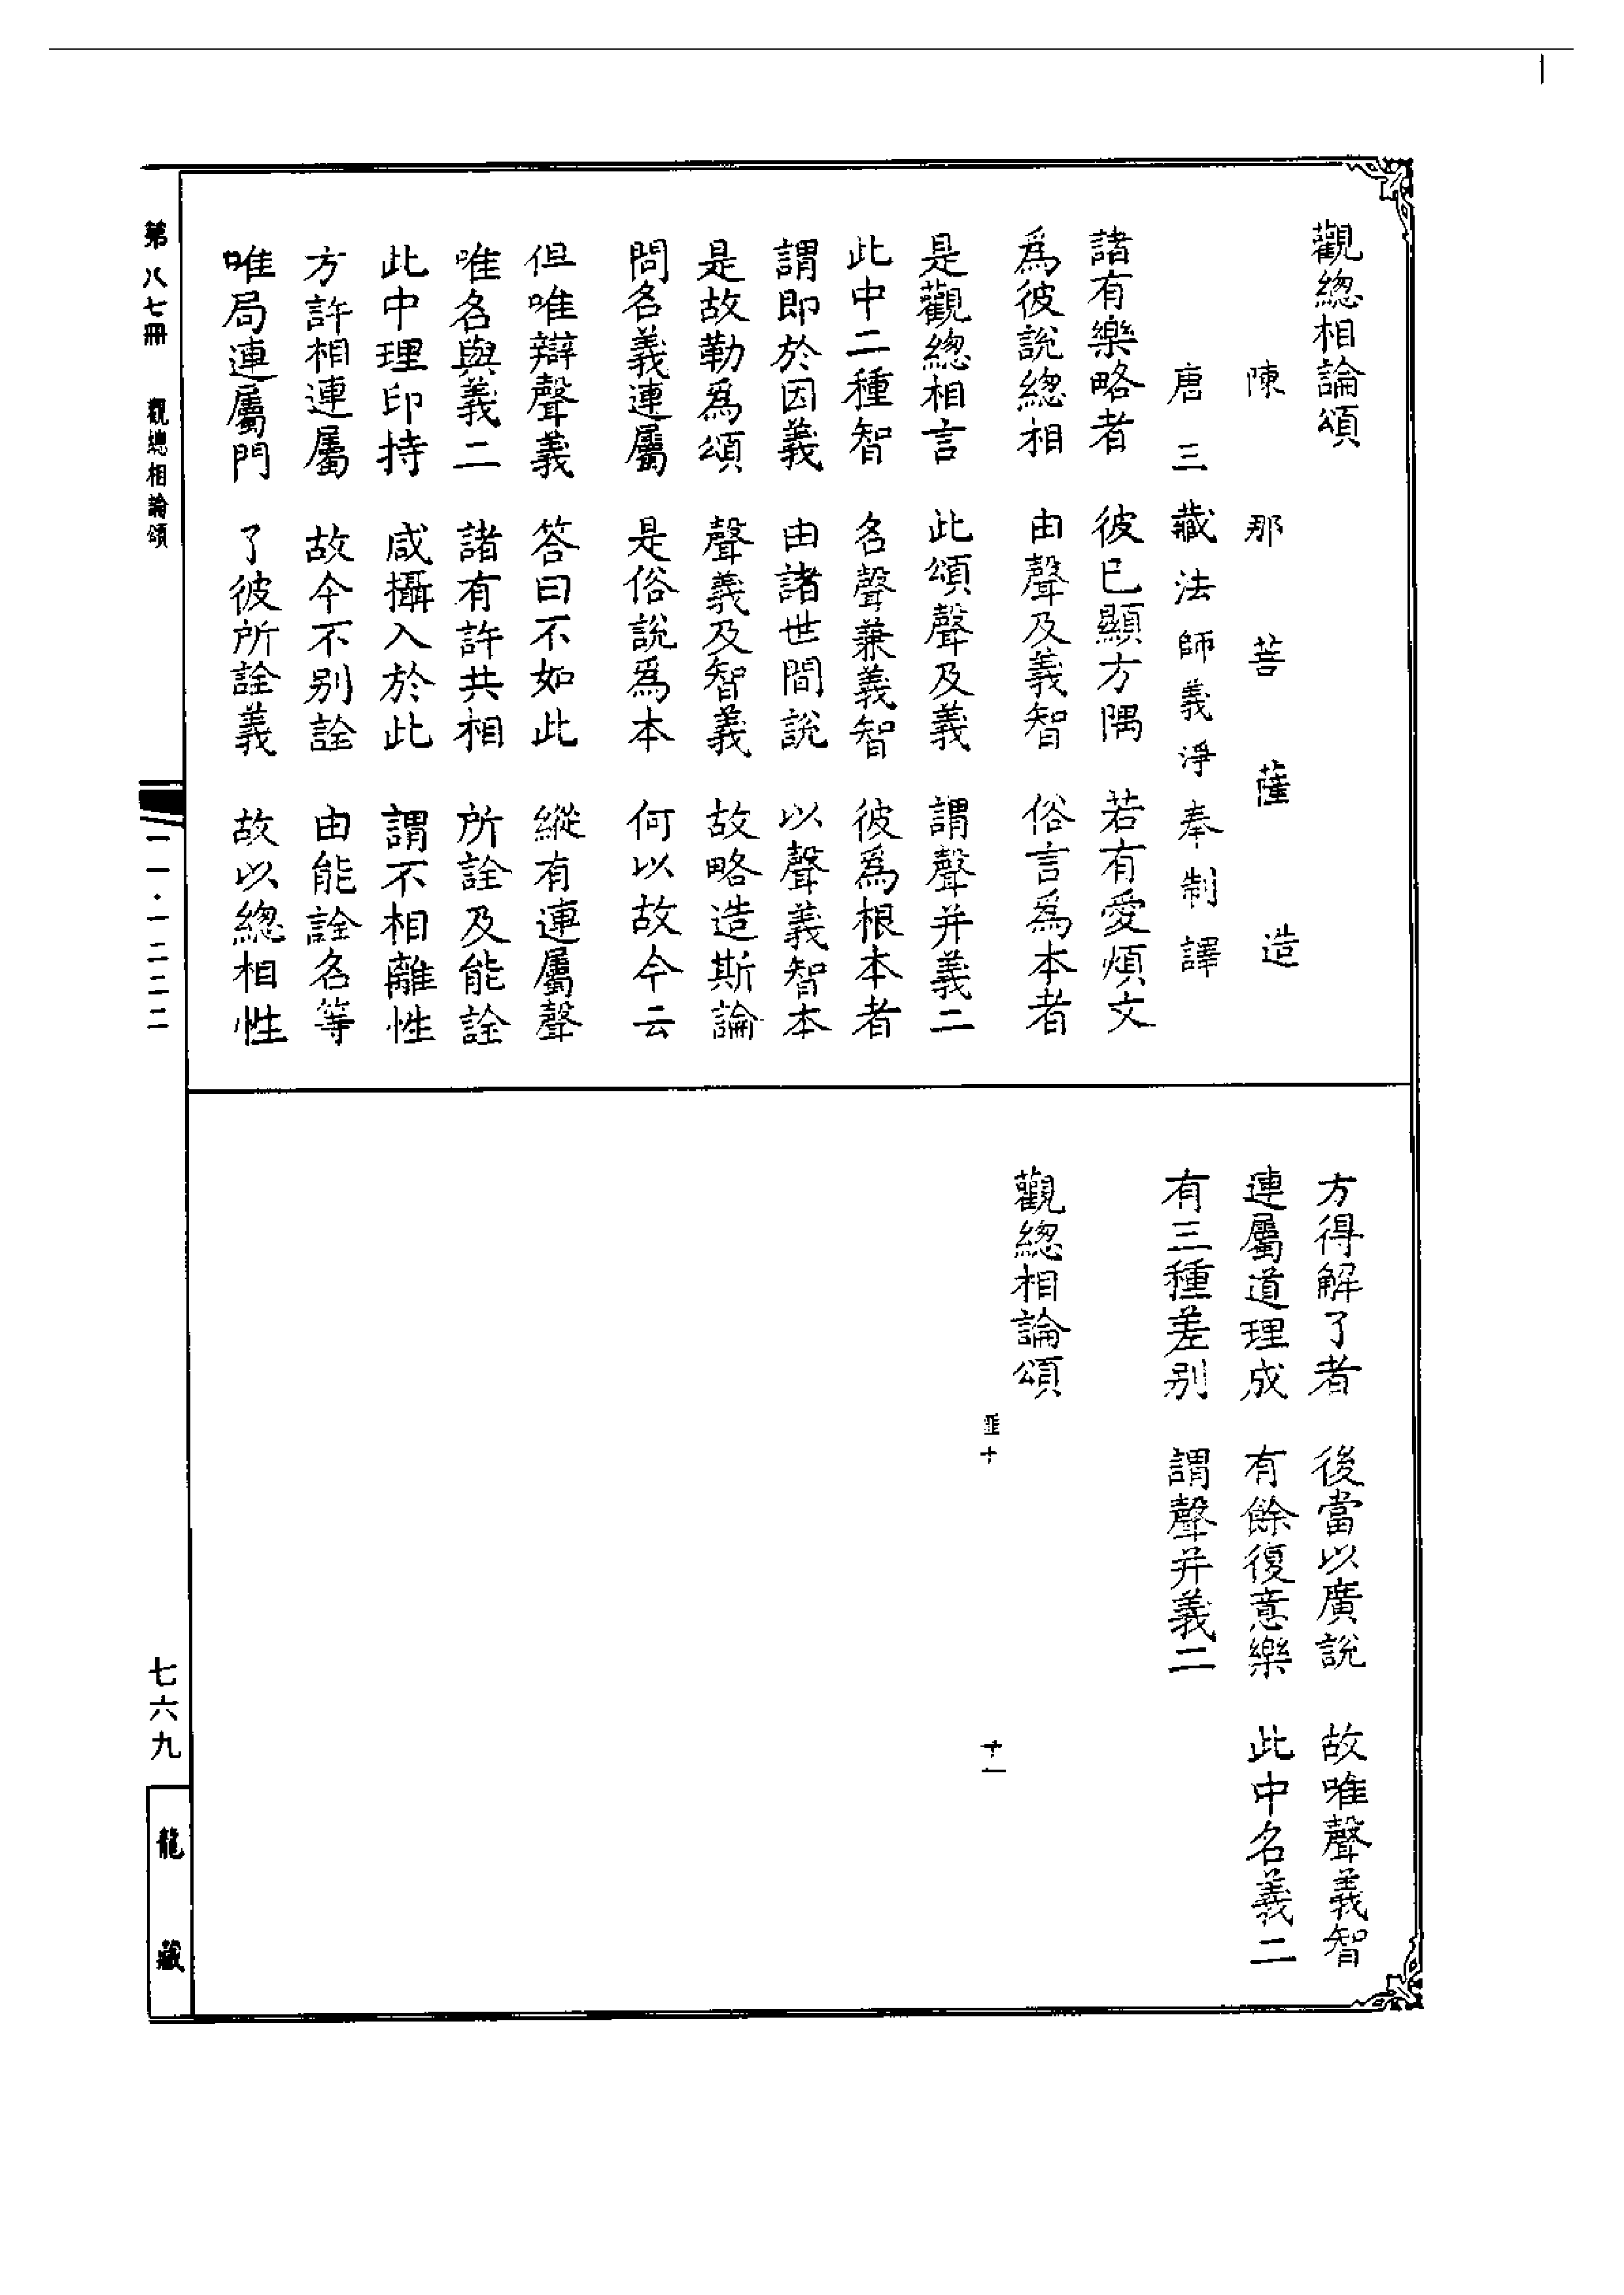 觀總相論頌
陳那菩薩造
唐三藏法師義淨奉制譯
諸有樂略者　彼已顯方隅　若有愛煩文
爲彼說總相　由聲及義智　俗言爲本者
是觀總相言　此頌聲及義　謂聲并義二
此中二種智　名聲兼義智　彼爲根本者
謂即於因義　由諸世間說　以聲義智本
是故勒爲頌　聲義及智義　故略造斯論
問名義連屬　是俗說爲本　何以故今云
但唯辯聲義　答曰不如此　縱有連屬聲
唯名與義二　諸有許共相　所詮及能詮
此中理印持　咸攝入於此　謂不相離性
方許相連屬　故今不別詮　由能詮名等
唯局連屬門　了彼所詮義　故以總相性
方得解了者　後當以廣說　故唯聲義智
連屬道理成　有餘復意樂　此中名義二
有三種差別　謂聲并義二
觀總相論頌
十
十一
第八七冊　觀總相論頌
一一·一二二二
七六九
龍藏